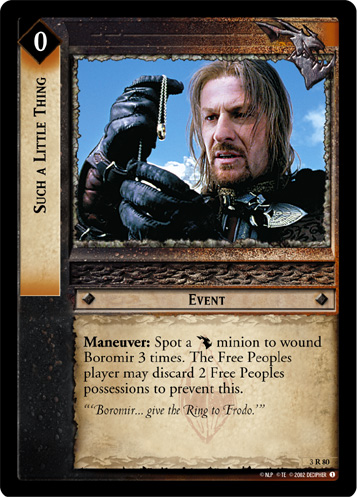 0
SUCH A LITTLE THING
EVENT
Maneuver: Spot a minion to wound
Boromir 3 times. The Free Peoples
player may discard 2 Free Peoples
possessions to prevent this.
“‘Boromir... give the Ring to Frodo.’”
3 R 80
© NLP ™ TE © 2002 DECIPHER